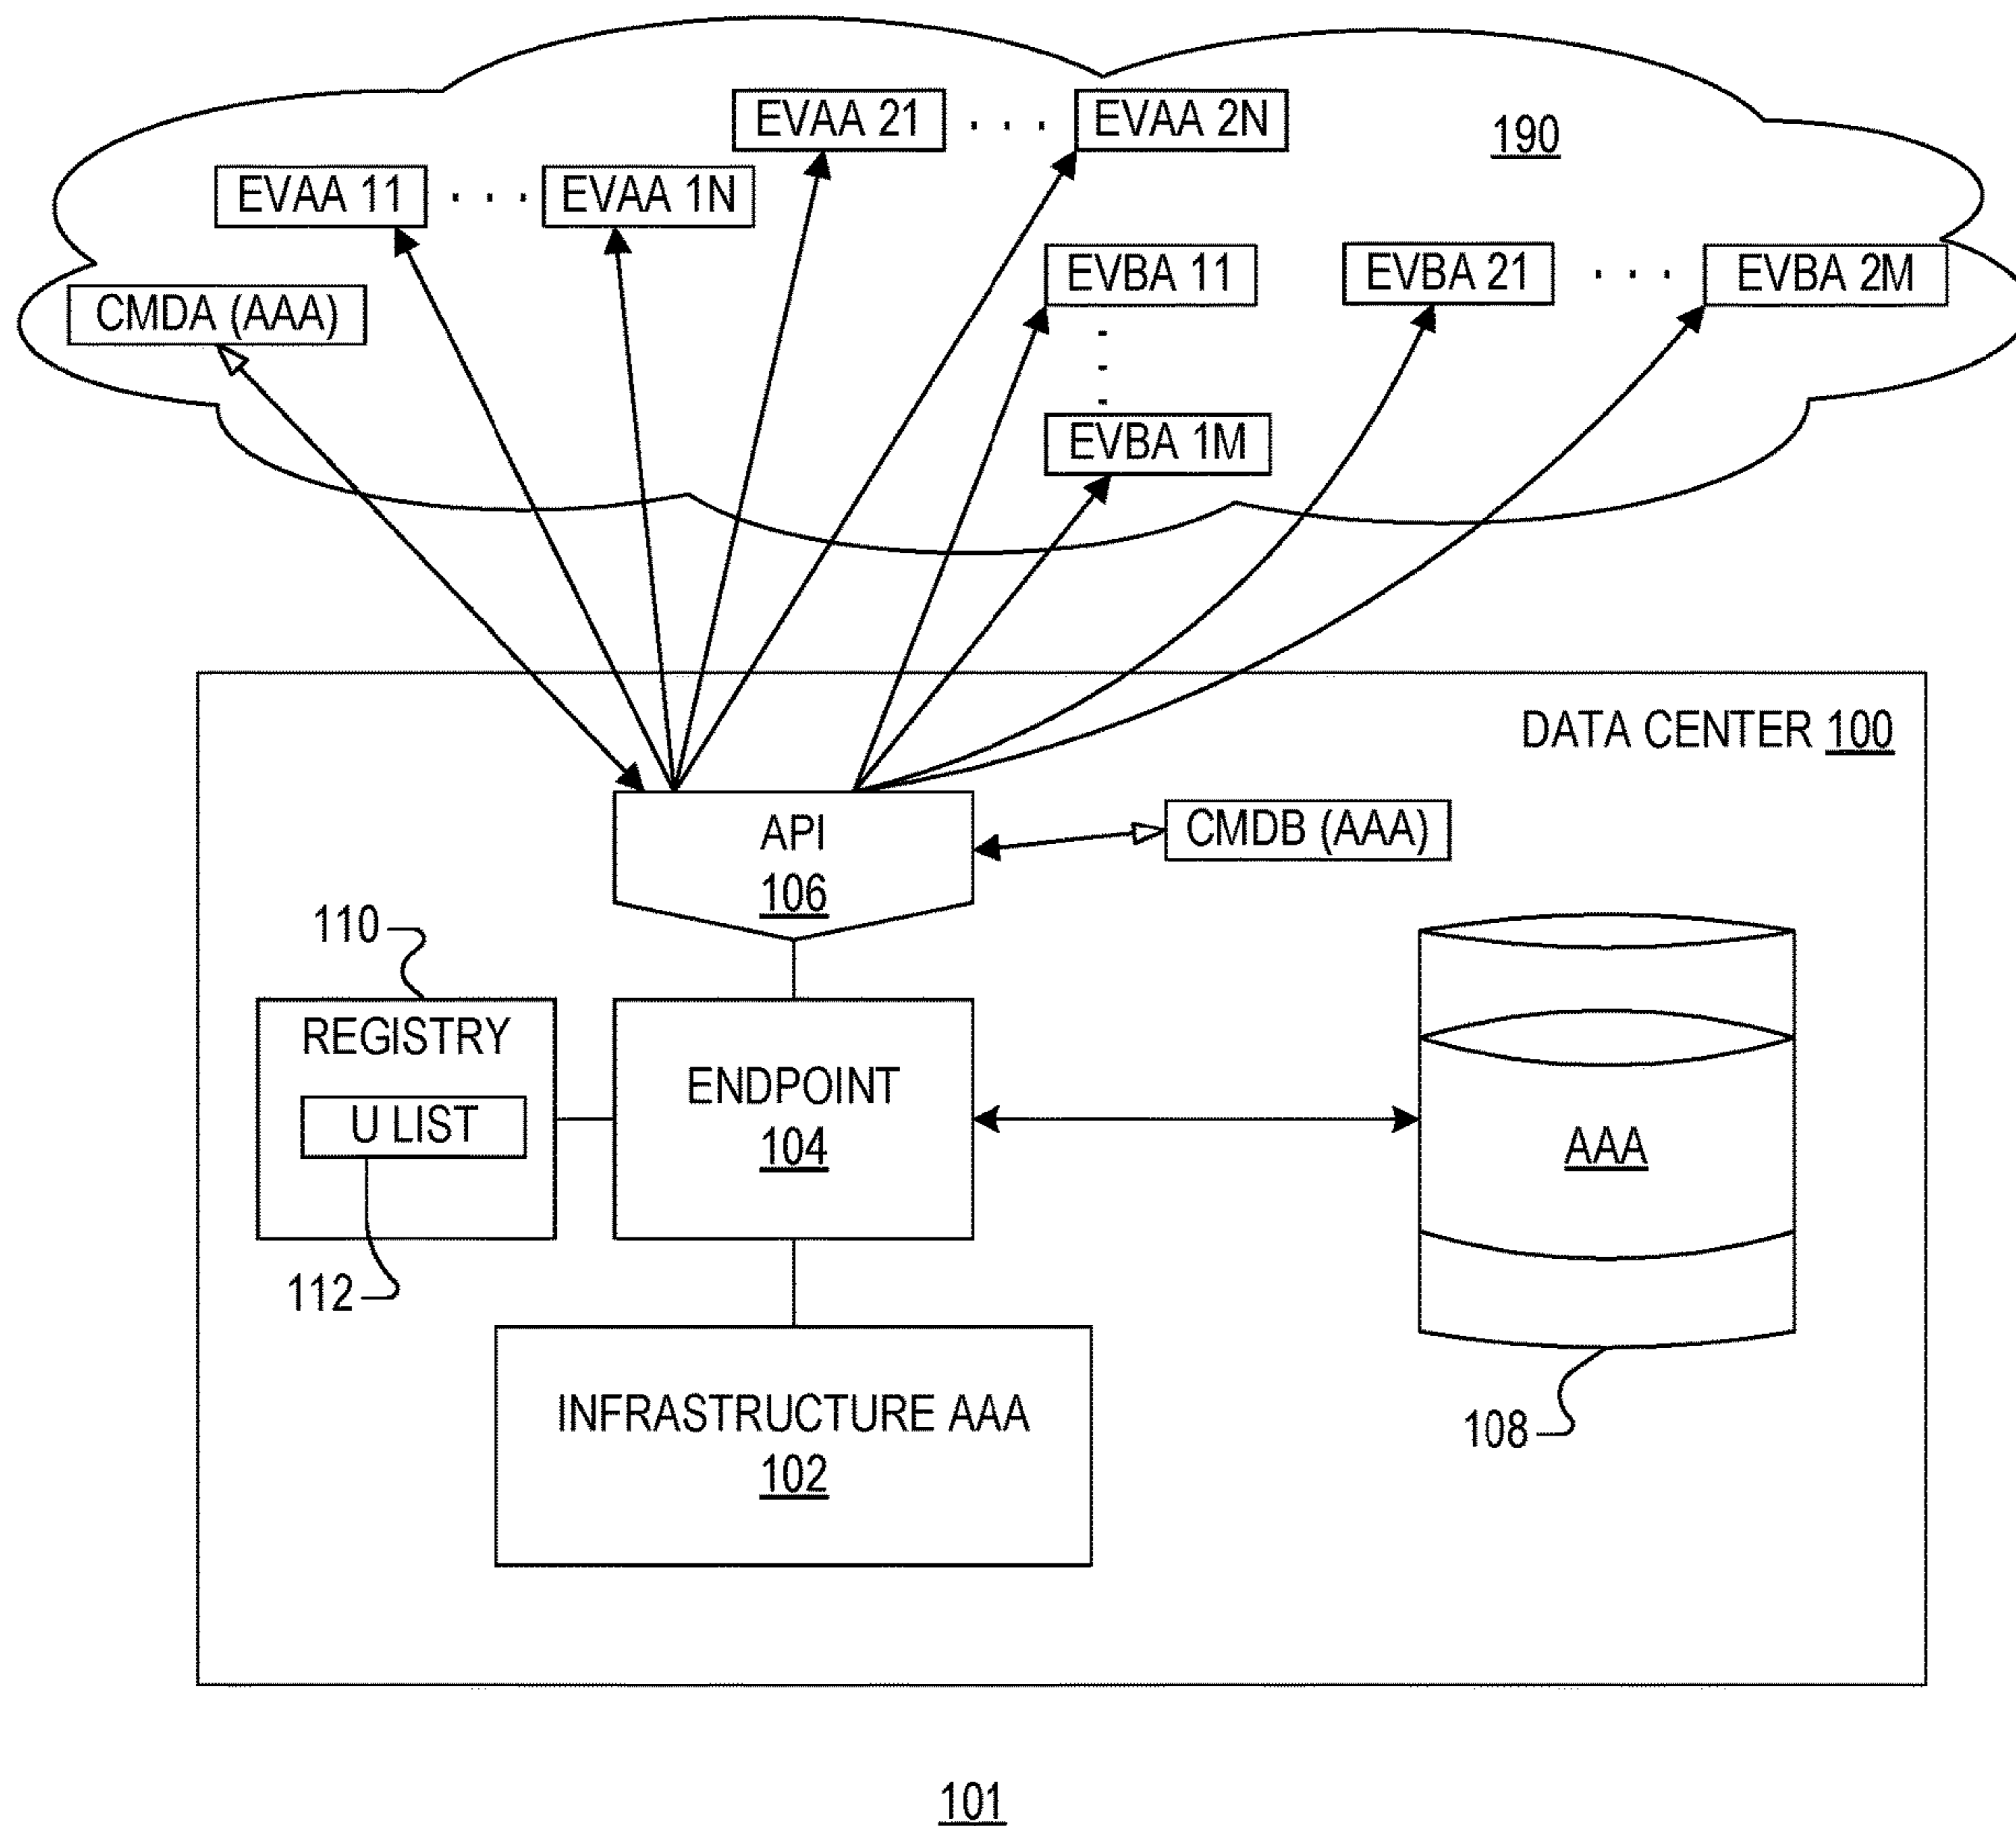 EVAA 21 . . . EVAA 2N
190
EVAA 11 . . . EVAA 1N
EVBA 11
EVBA 21 . . . EVBA 2M
CMDA (AAA)
EVBA 1M
DATA CENTER 100
API
106
CMDB (AAA)
110
REGISTRY
U LIST
112
ENDPOINT
104
AAA
108
INFRASTRUCTURE AAA
102
101